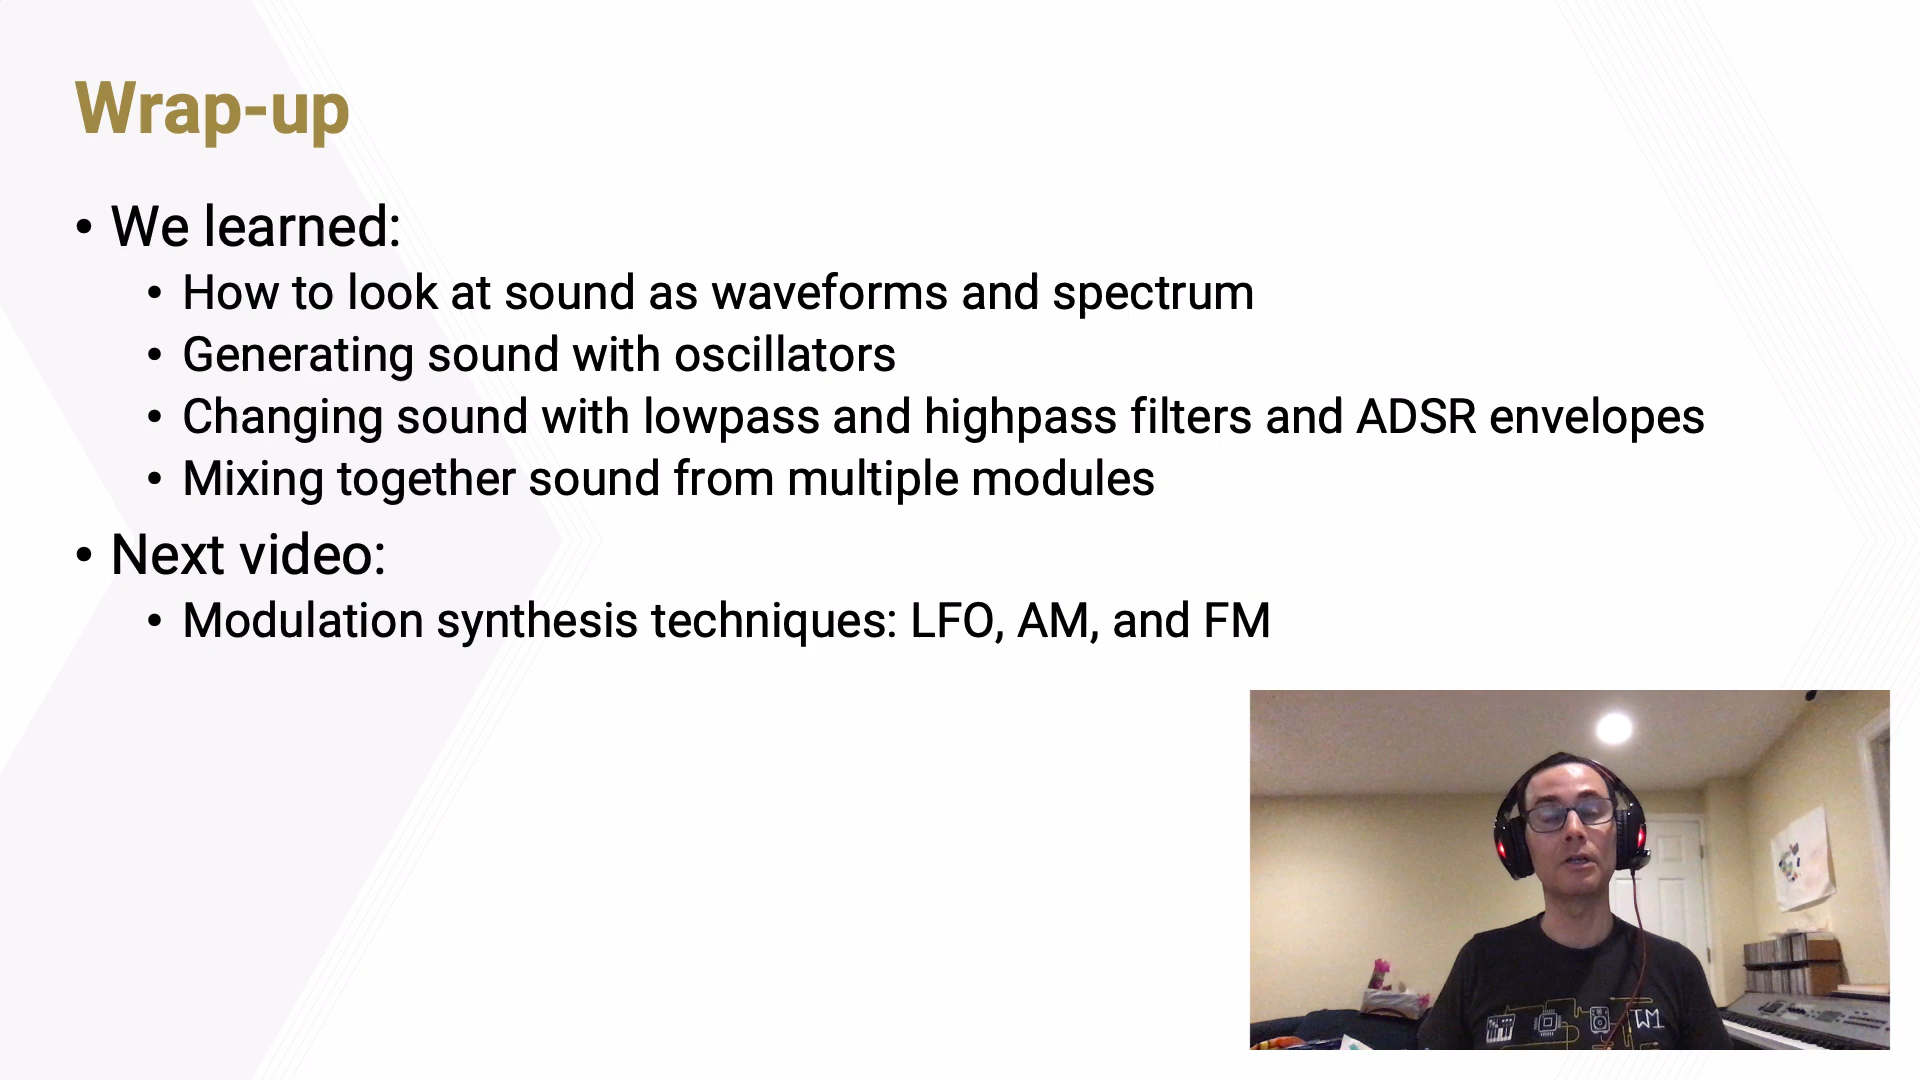 Wrap-up
• We learned:
• How to look at sound as waveforms and spectrum
• Generating sound with oscillators
• Changing sound with lowpass and highpass filters and ADSR envelopes
• Mixing together sound from multiple modules
• Next video:
• Modulation synthesis techniques: LFO, AM, and FM